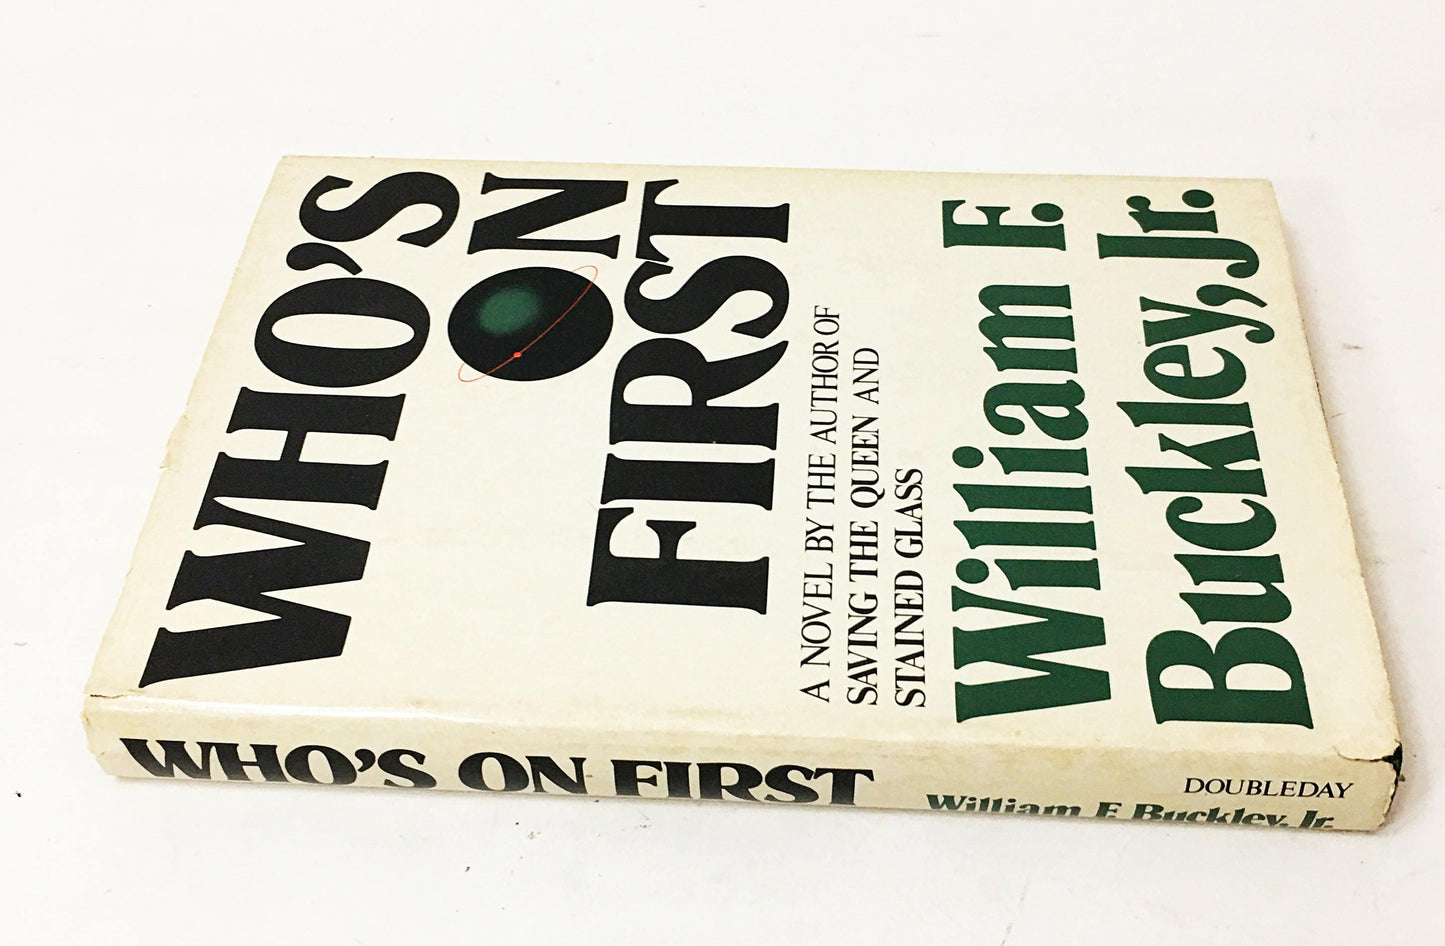 WHO'S
ON
FIRST
A NOVEL BY THE AUTHOR OF
SAVING THE QUEEN AND
STAINED GLASS
William F.
Buckley, Jr.
WHO'S ON FIRST
William F. Buckley, Jr.
DOUBLEDAY